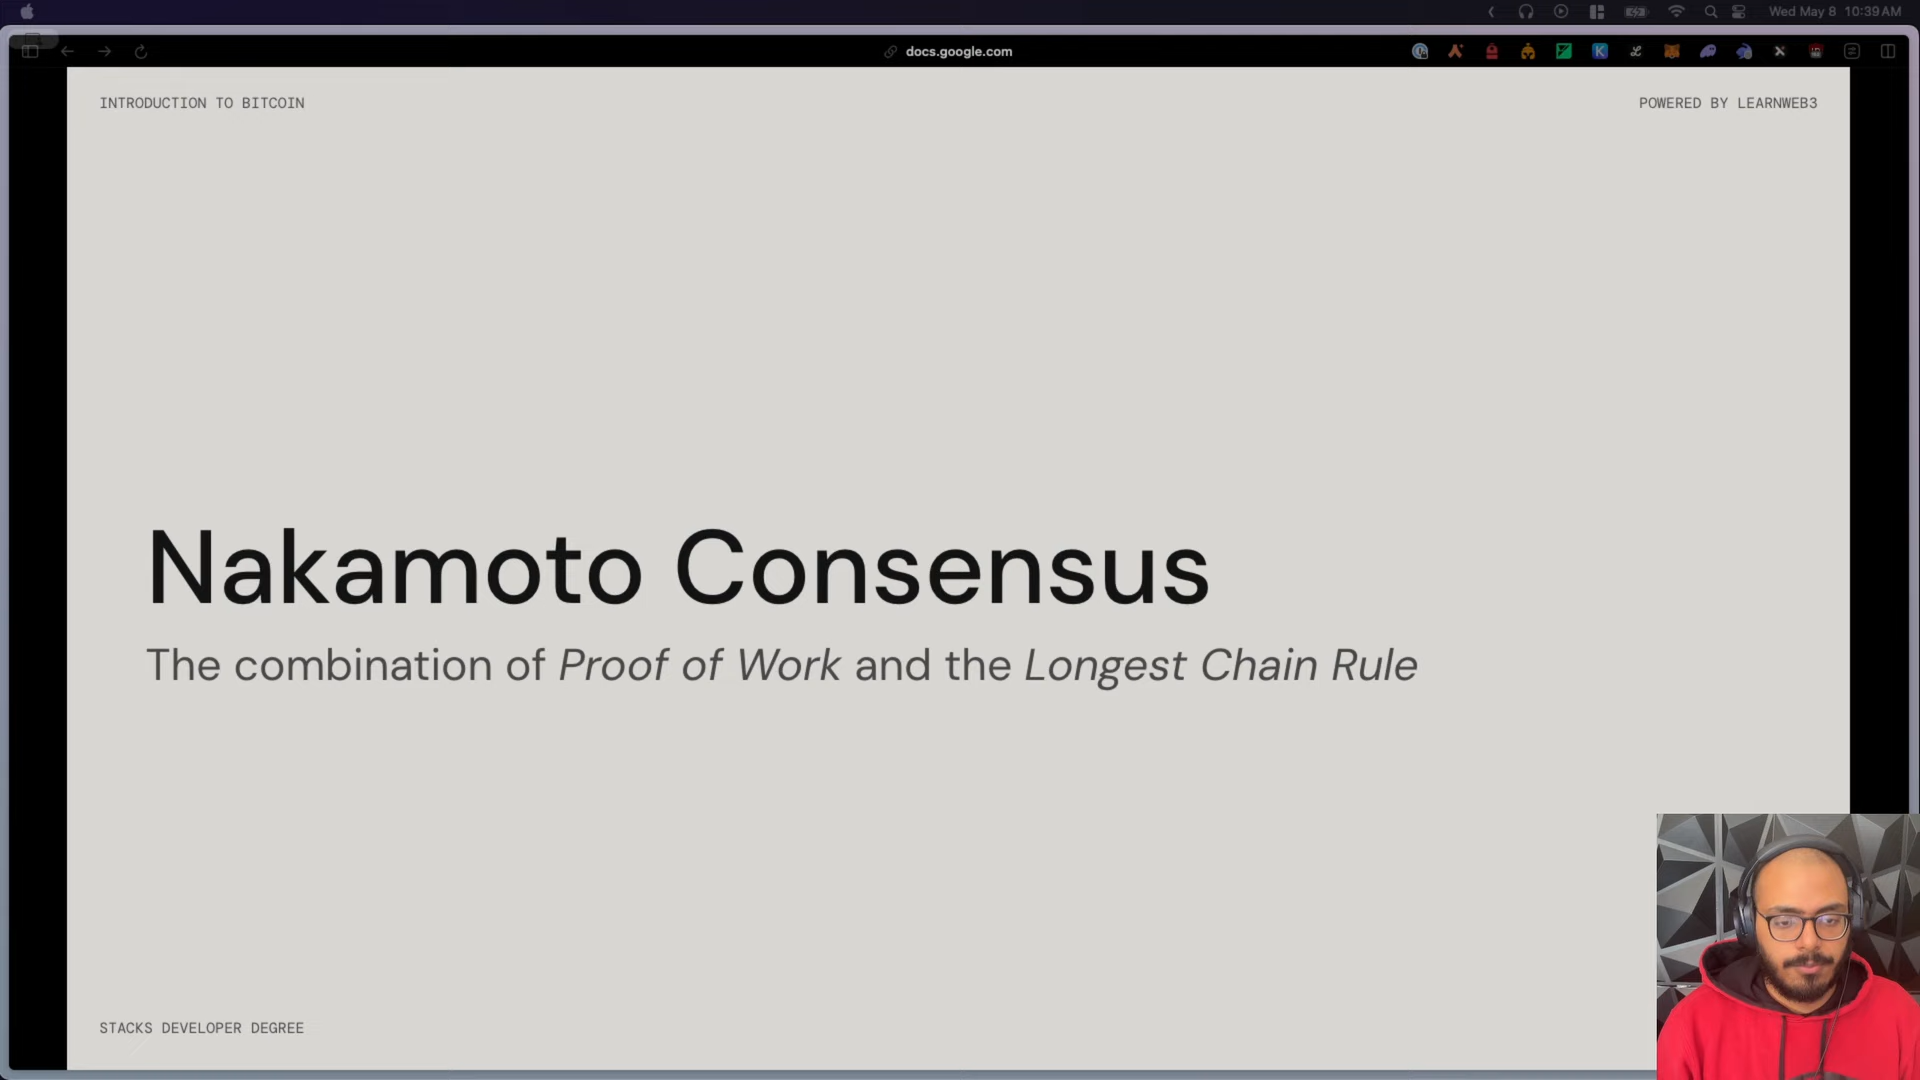 Wed May 8 10:39 AM
docs.google.com
INTRODUCTION TO BITCOIN
POWERED BY LEARNWEB3
Nakamoto Consensus
The combination of Proof of Work and the Longest Chain Rule
STACKS DEVELOPER DEGREE